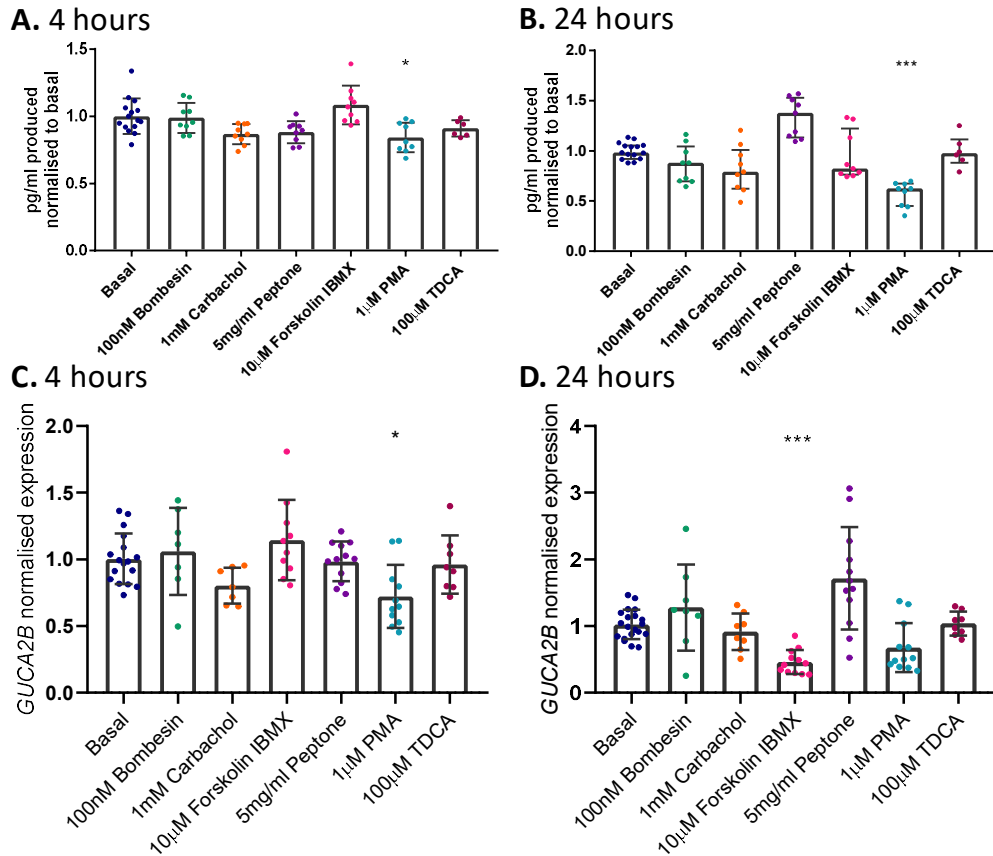 A. 4 hours
pg/ml produced
normalised to basal
1.5
1.0
0.5
0.0
*
Basal
100nM Bombesin
1mM Carbachol
5mg/ml Peptone
10μM Forskolin IBMX
1μM PMA
100μM TDCA
B. 24 hours
pg/ml produced
normalised to basal
2.0
1.5
1.0
0.5
0.0
***
Basal
100nM Bombesin
1mM Carbachol
5mg/ml Peptone
10μM Forskolin IBMX
1μM PMA
100μM TDCA
C. 4 hours
GUCA2B normalised expression
2.0
1.5
1.0
0.5
0.0
*
Basal
100nM Bombesin
1mM Carbachol
10μM Forskolin IBMX
5mg/ml Peptone
1μM PMA
100μM TDCA
D. 24 hours
GUCA2B normalised expression
4
3
2
1
0
***
Basal
100nM Bombesin
1mM Carbachol
10μM Forskolin IBMX
5mg/ml Peptone
1μM PMA
100μM TDCA